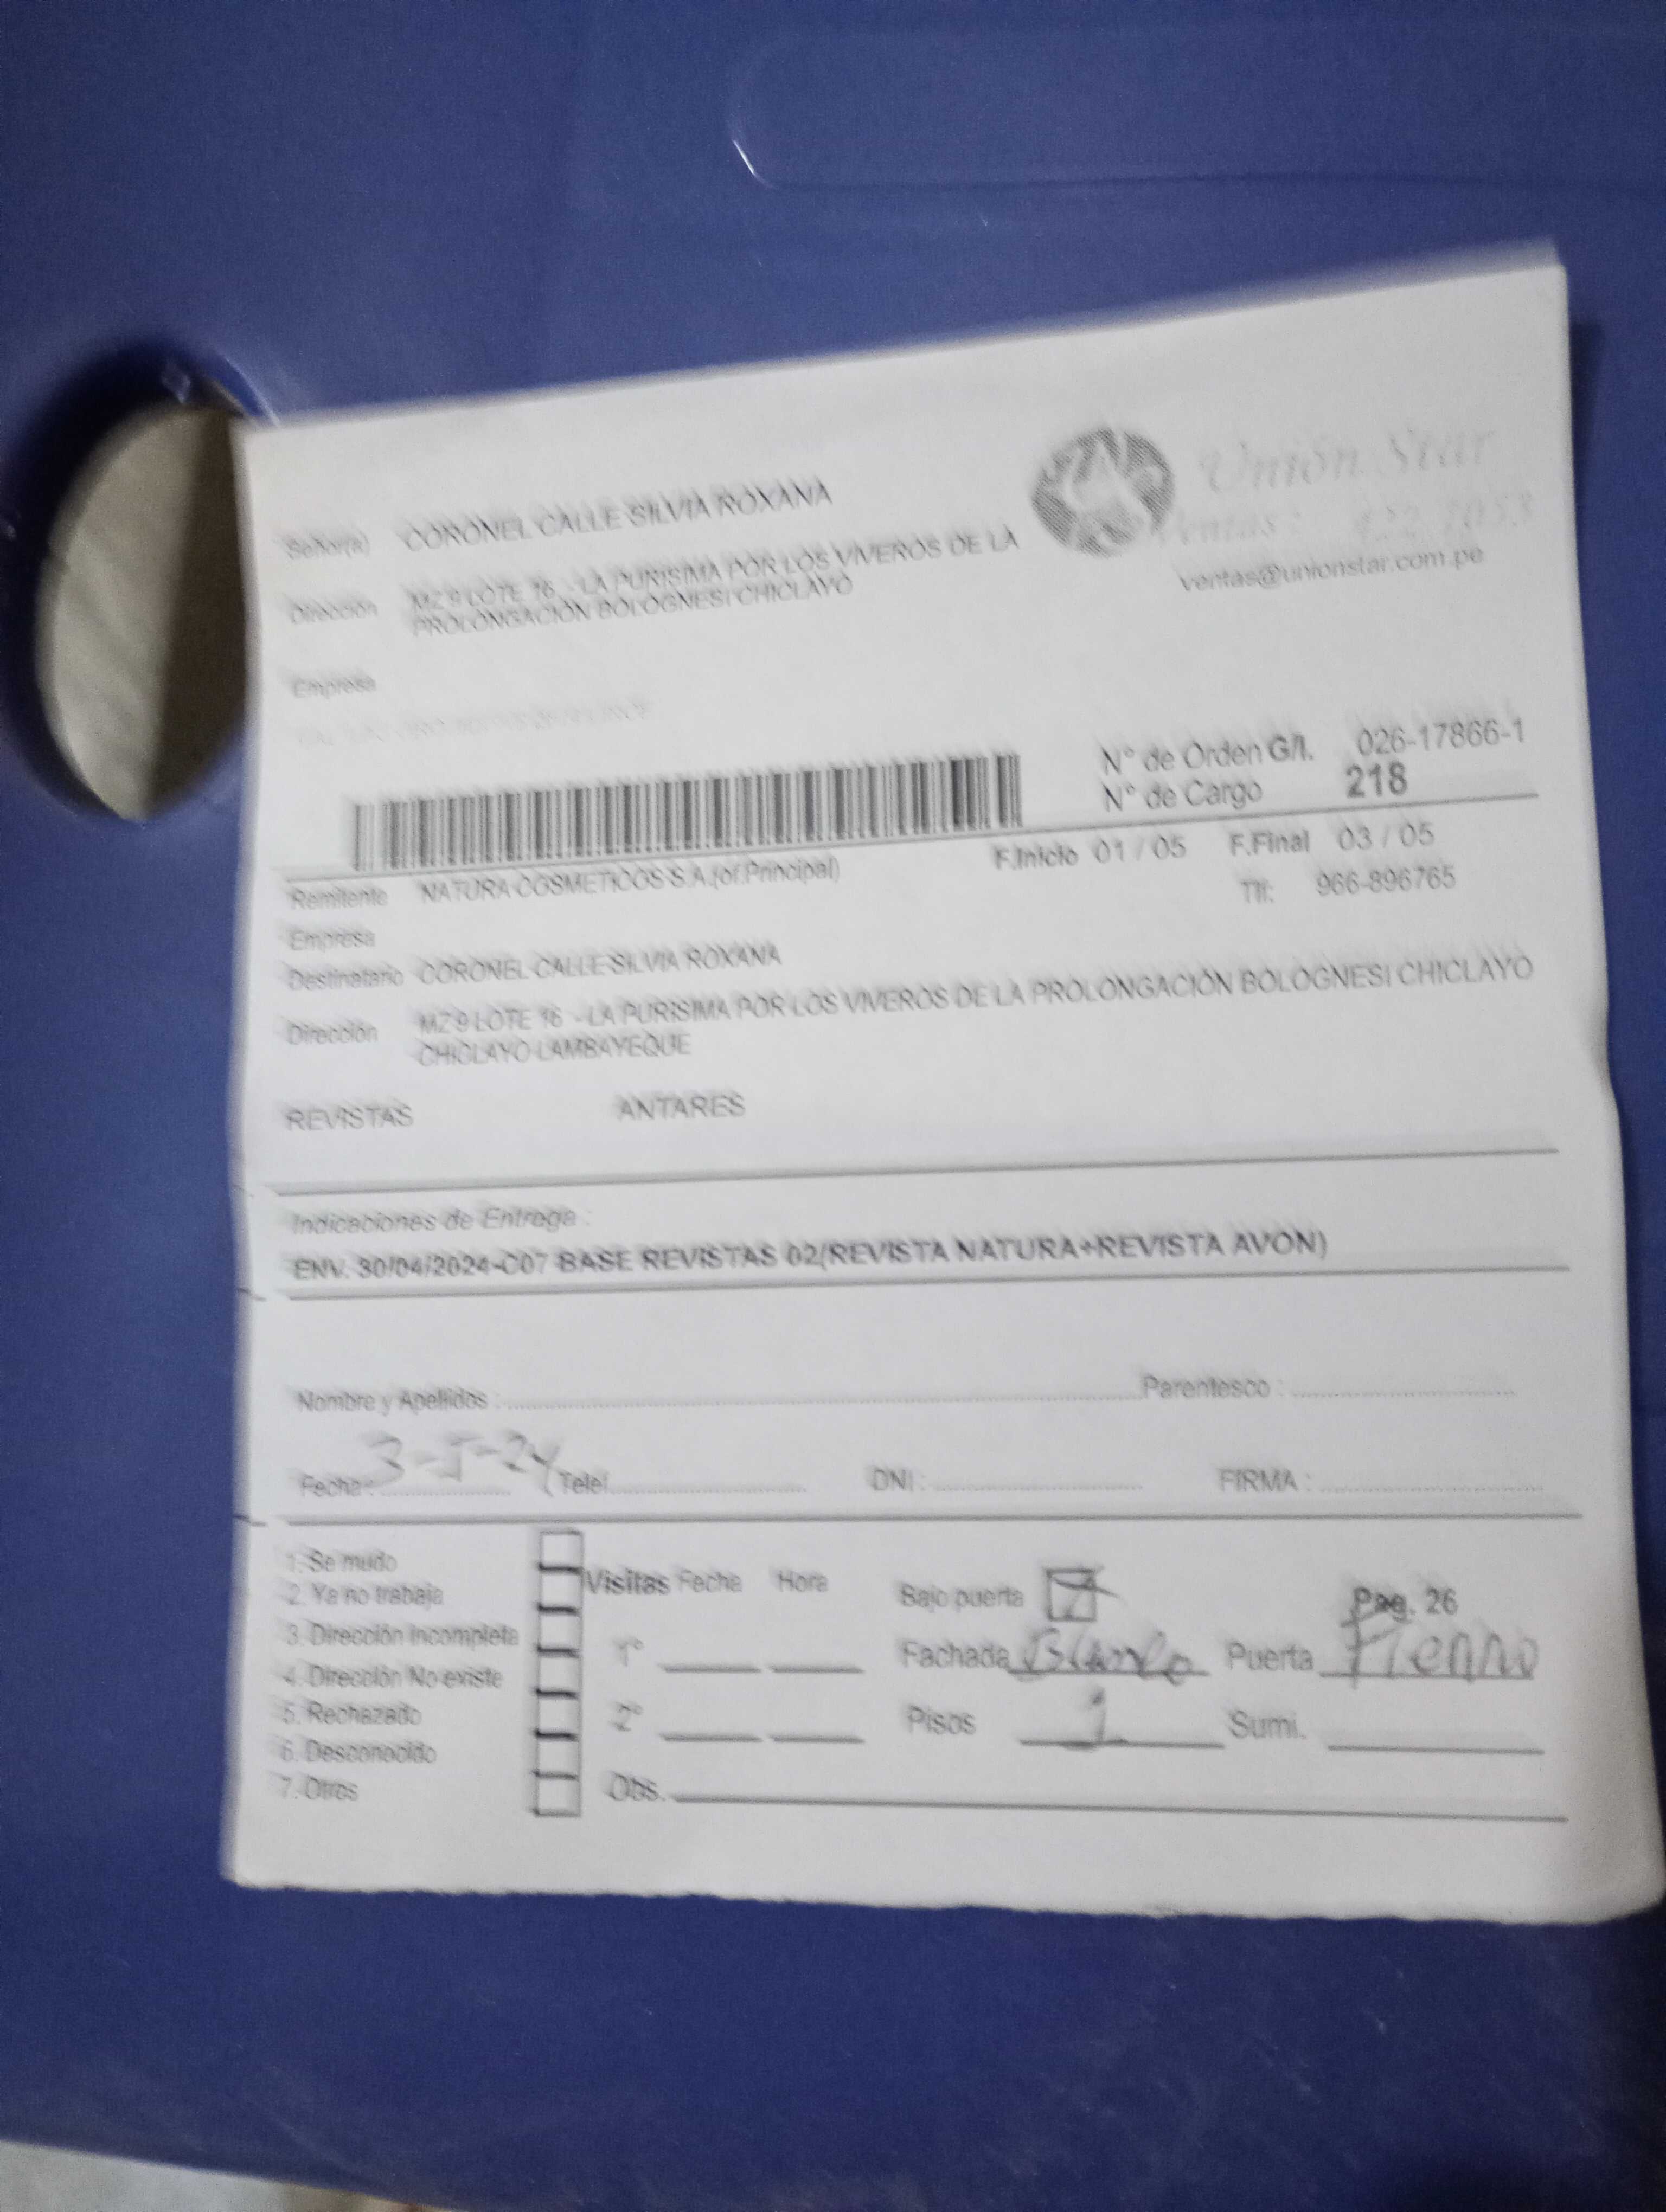 Unión Star
Señor(a) CORONEL CALLE SILVIA ROXANA
Ventas: 422-1053
ventas@unionstar.com.pe
Dirección MZ 9 LOTE 16 - LA PURISIMA POR LOS VIVEROS DE LA
PROLONGACIÓN BOLOGNESI CHICLAYO
Empresa
N° de Orden G/I. 026-17866-1
N° de Cargo 218
F.Inicio 01 / 05 F.Final 03 / 05
Remitente NATURA COSMETICOS S.A.(of.Principal)
Tlf: 966-896765
Empresa
Destinatario CORONEL CALLE SILVIA ROXANA
Dirección MZ 9 LOTE 16 - LA PURISIMA POR LOS VIVEROS DE LA PROLONGACIÓN BOLOGNESI CHICLAYO
CHICLAYO LAMBAYEQUE
REVISTAS ANTARES
Indicaciones de Entrega :
ENV. 30/04/2024-C07 BASE REVISTAS 02(REVISTA NATURA+REVISTA AVON)
Nombre y Apellidos : Parentesco :
Fecha : 3-5-24 Telef. DNI : FIRMA :
1. Se mudo
2. Ya no trabaja
3. Dirección Incompleta
4. Dirección No existe
5. Rechazado
6. Desconocido
7. Otros
Visitas Fecha Hora
1°
2°
Obs.
Bajo puerta
Pag. 26
Fachada Blanco Puerta Fierro
Pisos 1 Sumi.